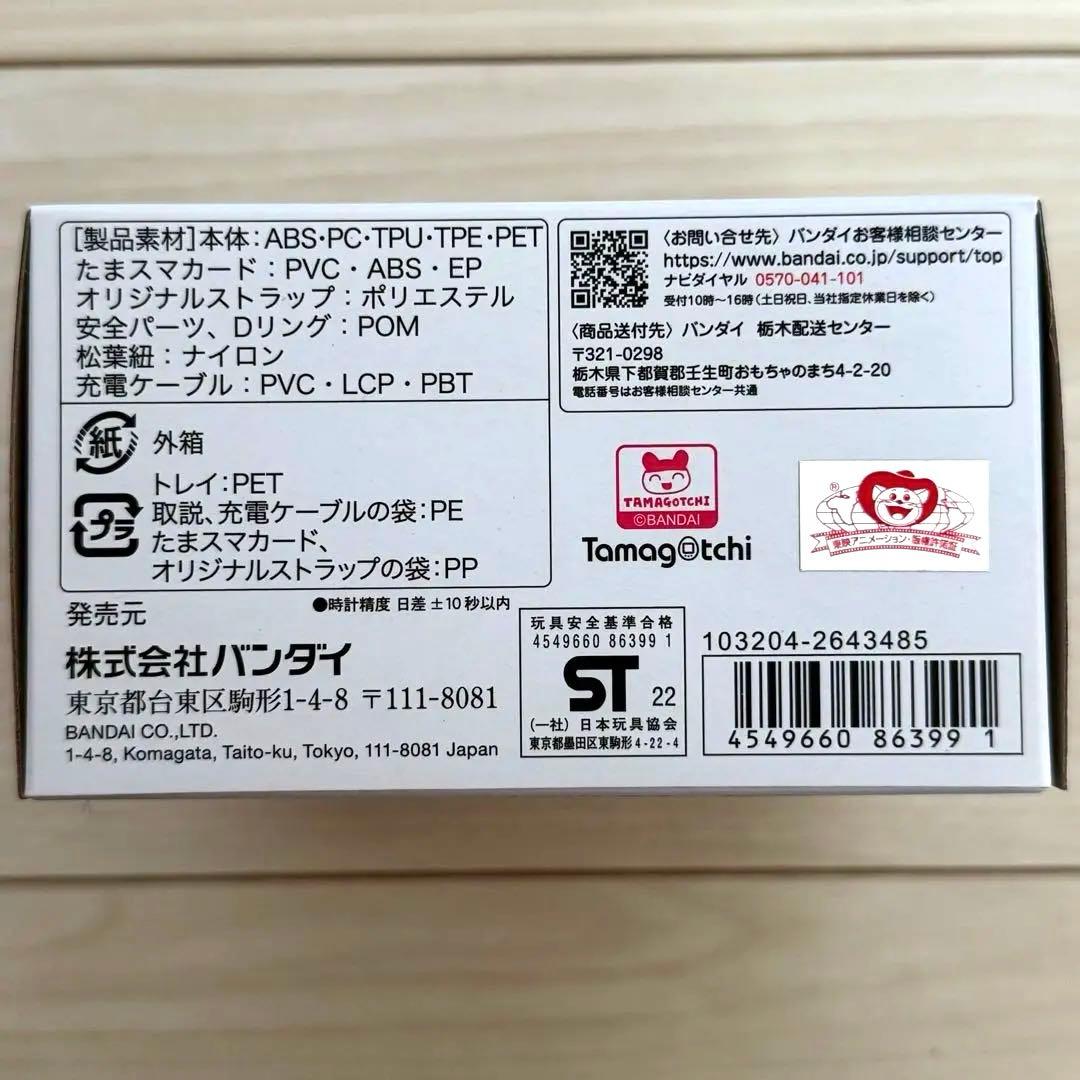 [製品素材]本体:ABS・PC・TPU・TPE・PET
たまスマカード:PVC・ABS・EP
オリジナルストラップ:ポリエステル
安全パーツ、Dリング:POM
松葉紐:ナイロン
充電ケーブル:PVC・LCP・PBT
紙 外箱
プラ
トレイ:PET
取説、充電ケーブルの袋:PE
たまスマカード、
オリジナルストラップの袋:PP
〈お問い合せ先〉バンダイお客様相談センター
https://www.bandai.co.jp/support/top
ナビダイヤル 0570-041-101
受付10時〜16時(土日祝日、当社指定休業日を除く)
〈商品送付先〉バンダイ 栃木配送センター
〒321-0298
栃木県下都賀郡壬生町おもちゃのまち4-2-20
電話番号はお客様相談センター共通
TAMAGOTCHI
©BANDAI
Tamagotchi
®
東映アニメーション・版権許諾証
●時計精度 日差±10秒以内
発売元
株式会社バンダイ
東京都台東区駒形1-4-8 〒111-8081
BANDAI CO.,LTD.
1-4-8, Komagata, Taito-ku, Tokyo, 111-8081 Japan
玩具安全基準合格
4549660 86399 1
ST 22
(一社)日本玩具協会
東京都墨田区東駒形4-22-4
103204-2643485
4549660 86399 1